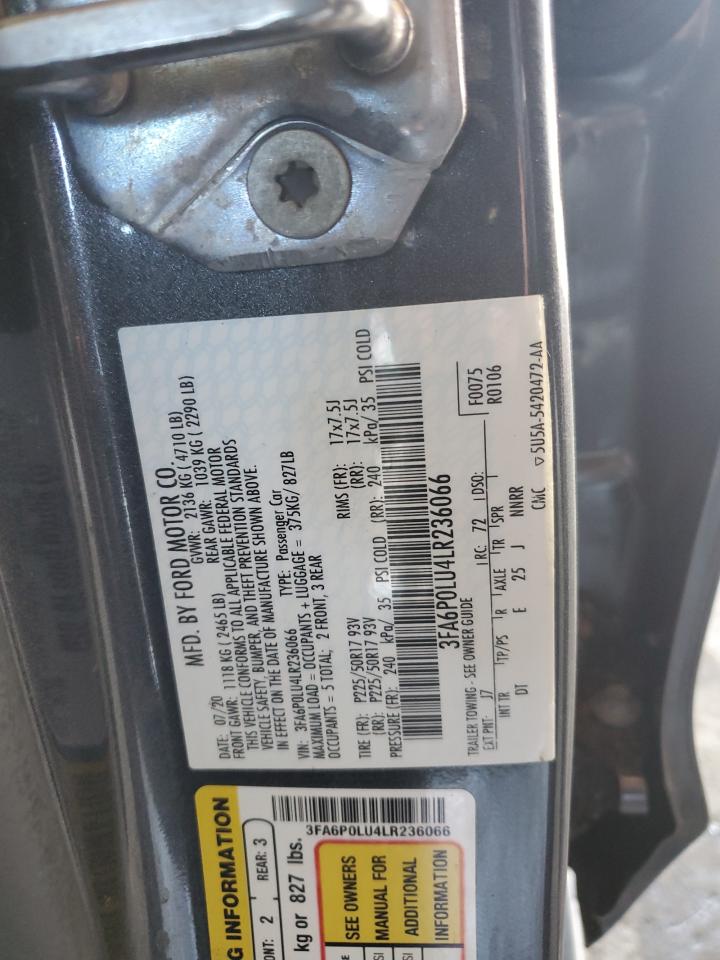 MFD. BY FORD MOTOR CO.
DATE: 07/20 GVWR: 2136 KG ( 4710 LB)
FRONT GAWR: 1118 KG ( 2465 LB) REAR GAWR: 1039 KG ( 2290 LB)
THIS VEHICLE CONFORMS TO ALL APPLICABLE FEDERAL MOTOR
VEHICLE SAFETY, BUMPER, AND THEFT PREVENTION STANDARDS
IN EFFECT ON THE DATE OF MANUFACTURE SHOWN ABOVE.
VIN: 3FA6P0LU4LR236066 TYPE: Passenger Car
MAXIMUM LOAD = OCCUPANTS + LUGGAGE = 375KG/ 827LB
OCCUPANTS = 5 TOTAL; 2 FRONT, 3 REAR
TIRE (FR): P225/50R17 93V RIMS (FR): 17x7.5J
(RR): P225/50R17 93V (RR): 17x7.5J
PRESSURE (FR): 240 kPa/ 35 PSI COLD (RR): 240 kPa/ 35 PSI COLD
3FA6P0LU4LR236066
TRAILER TOWING - SEE OWNER GUIDE
F0075
R0106
EXT PNT: J7 RC: 72 DSO:
INT TR TP/PS R AXLE TR SPR
DT E 25 J NNRR
CMC ▽5U5A-5420472-AA
G INFORMATION
ONT: 2 REAR: 3
kg or 827 lbs.
3FA6P0LU4LR236066
SEE OWNERS
MANUAL FOR
ADDITIONAL
INFORMATION